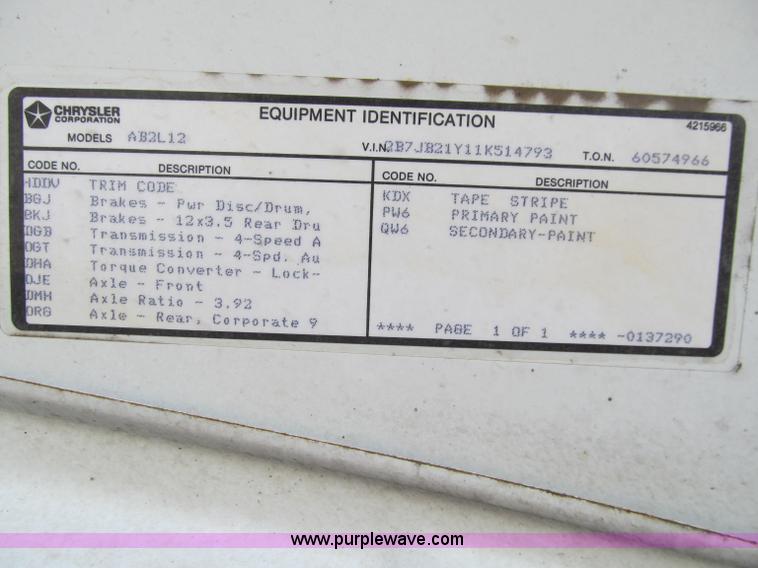 CHRYSLER
CORPORATION
EQUIPMENT IDENTIFICATION
4215966
MODELS AB2L12
V.I.N. 2B7JB21Y11K514793
T.O.N. 60574966
CODE NO. DESCRIPTION
HDDV TRIM CODE
BGJ Brakes - Pwr Disc/Drum,
BKJ Brakes - 12x3.5 Rear Dru
DGB Transmission - 4-Speed A
DGT Transmission - 4-Spd. Au
DHA Torque Converter - Lock-
DJE Axle - Front
DMH Axle Ratio - 3.92
DRG Axle - Rear, Corporate 9
CODE NO. DESCRIPTION
KDX TAPE STRIPE
PW6 PRIMARY PAINT
QW6 SECONDARY-PAINT
**** PAGE 1 OF 1 **** -0137290
www.purplewave.com